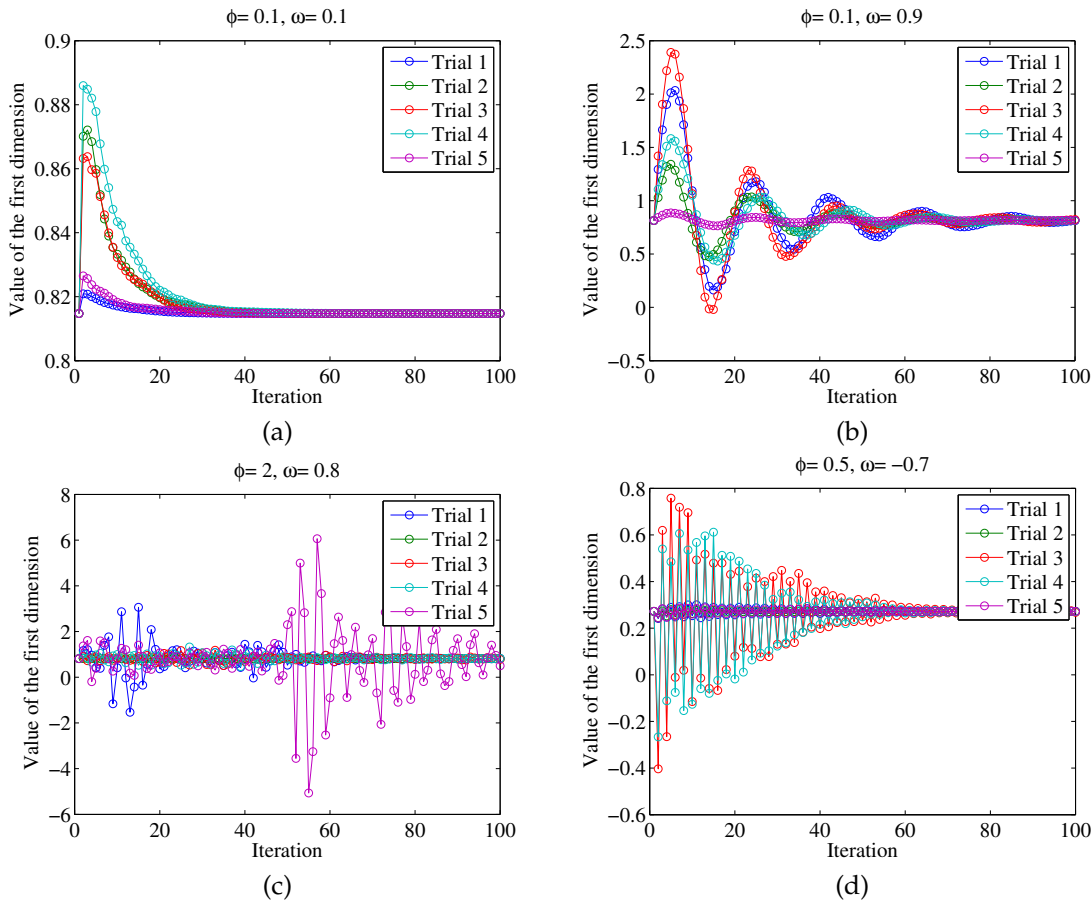 ϕ= 0.1, ω= 0.1
Value of the first dimension
0.9
0.88
0.86
0.84
0.82
0.8
0
20
40
60
80
100
Iteration
Trial 1
Trial 2
Trial 3
Trial 4
Trial 5
(a)
ϕ= 0.1, ω= 0.9
Value of the first dimension
2.5
2
1.5
1
0.5
0
−0.5
0
20
40
60
80
100
Iteration
Trial 1
Trial 2
Trial 3
Trial 4
Trial 5
(b)
ϕ= 2, ω= 0.8
Value of the first dimension
8
6
4
2
0
−2
−4
−6
0
20
40
60
80
100
Iteration
Trial 1
Trial 2
Trial 3
Trial 4
Trial 5
(c)
ϕ= 0.5, ω= −0.7
Value of the first dimension
0.8
0.6
0.4
0.2
0
−0.2
−0.4
−0.6
0
20
40
60
80
100
Iteration
Trial 1
Trial 2
Trial 3
Trial 4
Trial 5
(d)